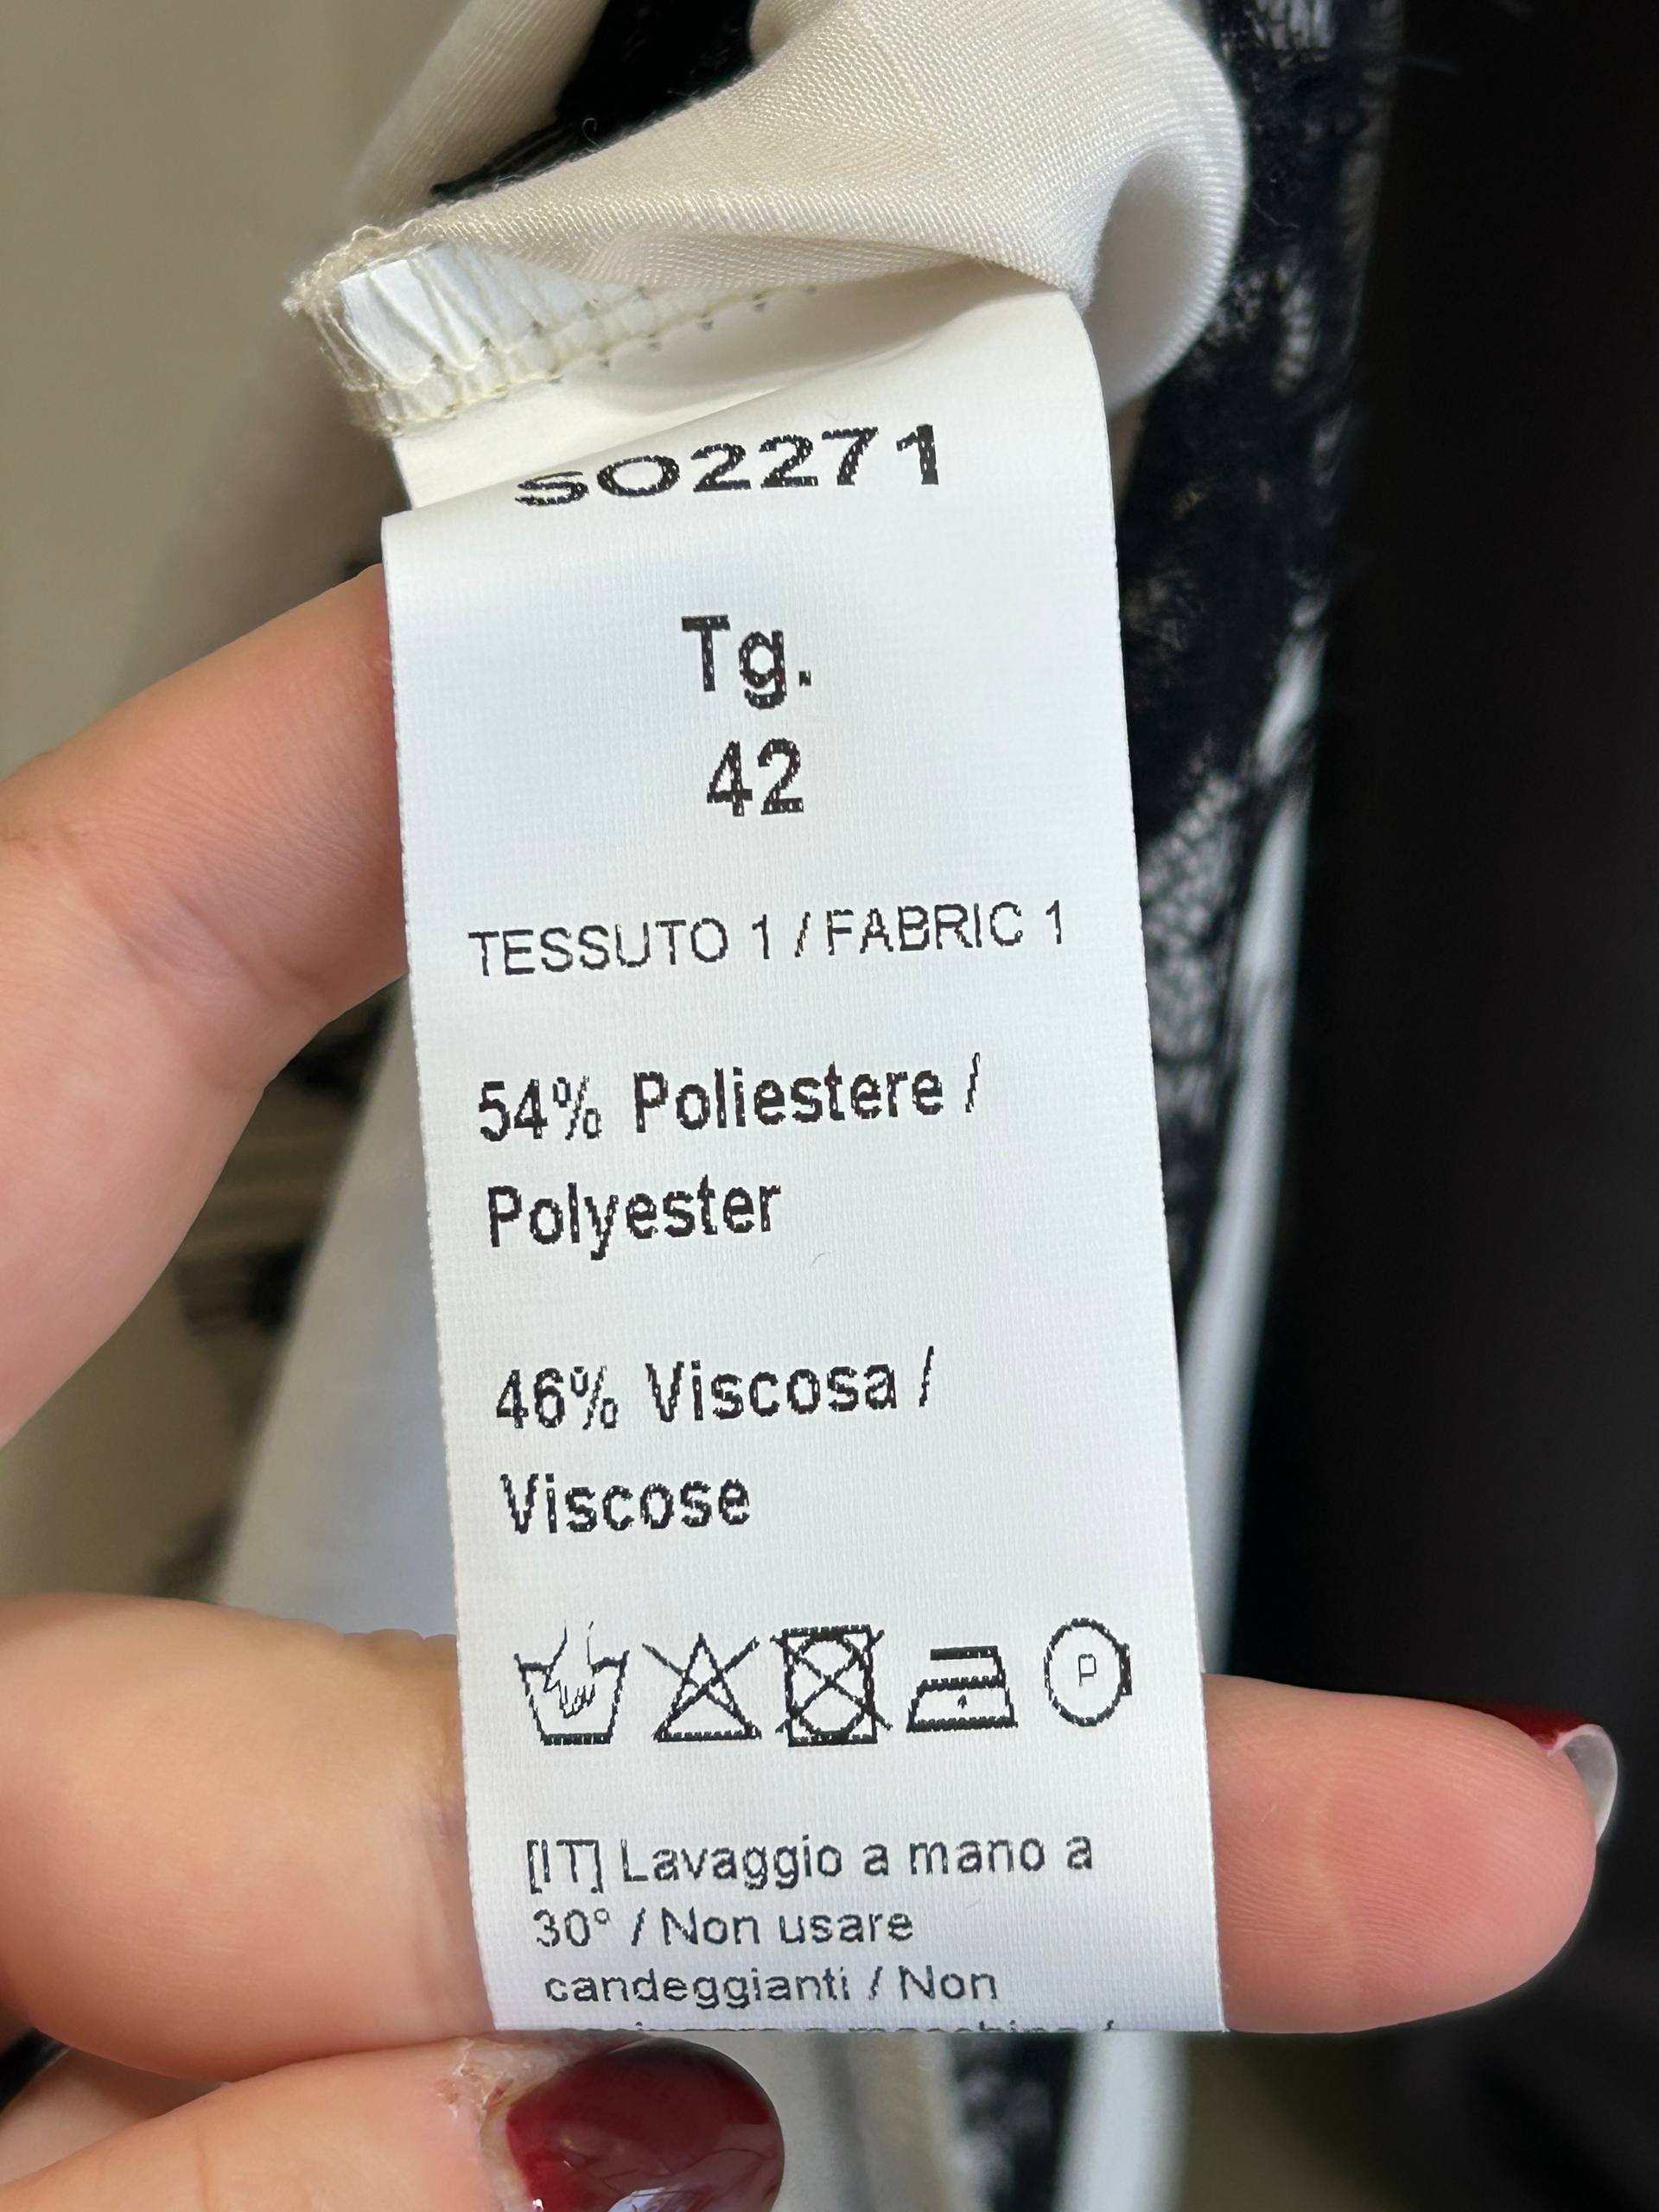 SO2271
Tg.
42
TESSUTO 1 / FABRIC 1
54% Poliestere /
Polyester
46% Viscosa /
Viscose
P
[IT] Lavaggio a mano a
30° / Non usare
candeggianti / Non